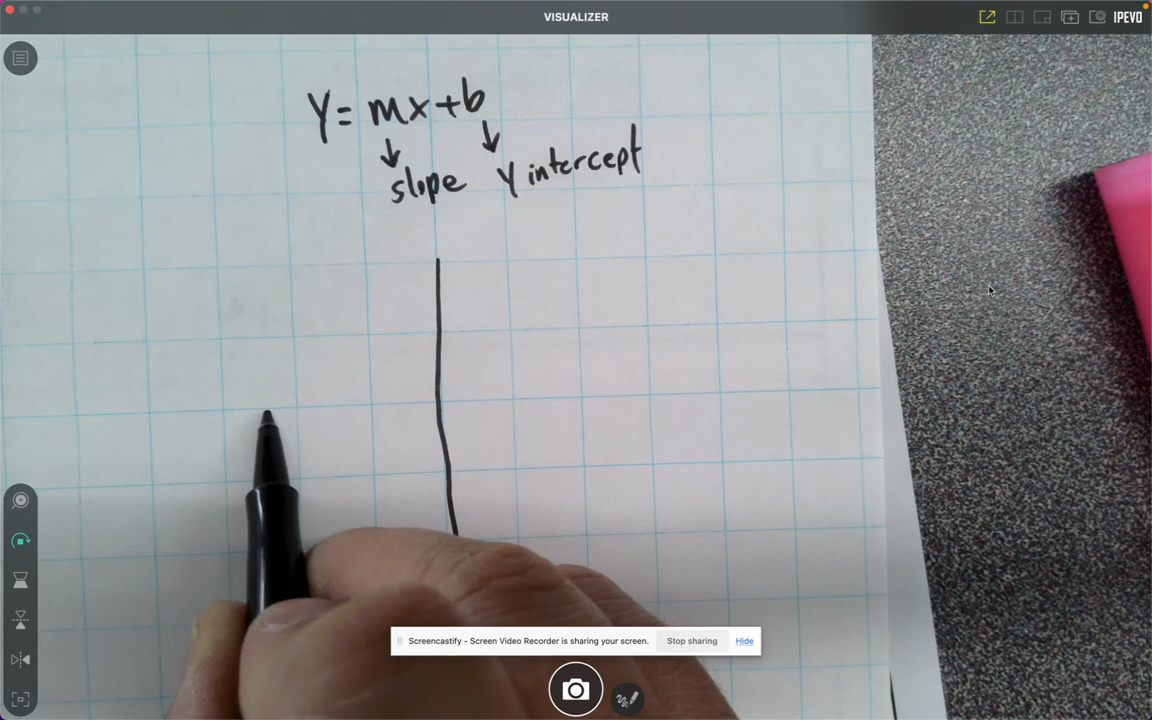 VISUALIZER
IPEVO
Y = mx + b
slope Y intercept
Screencastify - Screen Video Recorder is sharing your screen. Stop sharing Hide